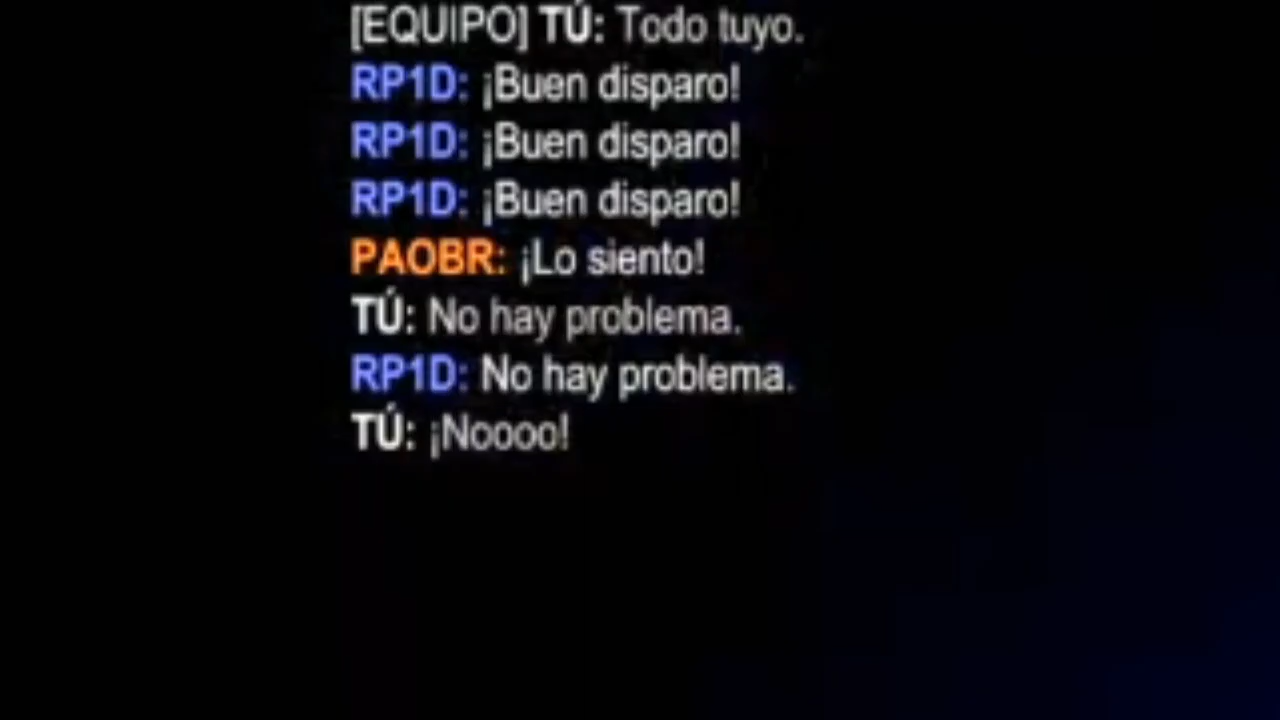 [EQUIPO] TÚ: Todo tuyo.
RP1D: ¡Buen disparo!
RP1D: ¡Buen disparo!
RP1D: ¡Buen disparo!
PAOBR: ¡Lo siento!
TÚ: No hay problema.
RP1D: No hay problema.
TÚ: ¡Noooo!